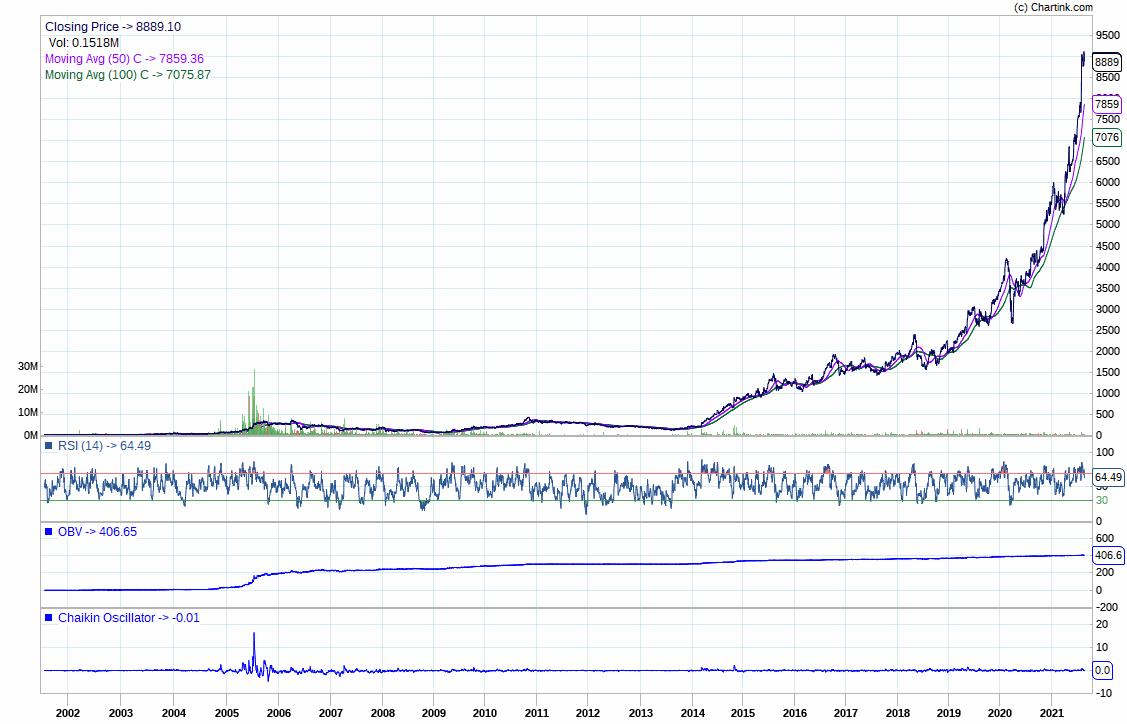 (c) Chartink.com
Closing Price -> 8889.10
Vol: 0.1518M
Moving Avg (50) C -> 7859.36
Moving Avg (100) C -> 7075.87
9500
8889
8500
7859
7500
7076
6500
6000
5500
5000
4500
4000
3500
3000
2500
2000
1500
1000
500
0
30M
20M
10M
0M
RSI (14) -> 64.49
100
64.49
30
0
OBV -> 406.65
600
406.6
200
0
-200
Chaikin Oscillator -> -0.01
20
10
0.0
-10
2002 2003 2004 2005 2006 2007 2008 2009 2010 2011 2012 2013 2014 2015 2016 2017 2018 2019 2020 2021